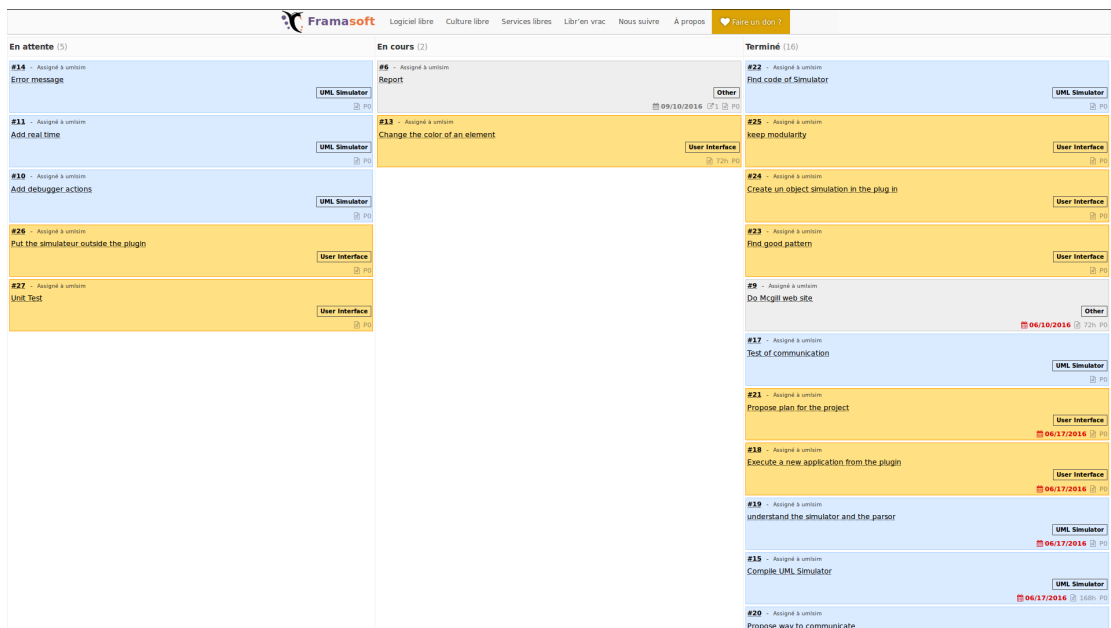 Framasoft Logiciel libre Culture libre Services libres Libr'en vrac Nous suivre À propos Faire un don ?
En attente (5)
#14 - Assigné à umlsim
Error message
UML Simulator
P0
#11 - Assigné à umlsim
Add real time
UML Simulator
P0
#10 - Assigné à umlsim
Add debugger actions
UML Simulator
P0
#26 - Assigné à umlsim
Put the simulateur outside the plugin
User Interface
P0
#27 - Assigné à umlsim
Unit Test
User Interface
P0
En cours (2)
#6 - Assigné à umlsim
Report
Other
09/10/2016 1 P0
#13 - Assigné à umlsim
Change the color of an element
User Interface
72h P0
Terminé (16)
#22 - Assigné à umlsim
Find code of Simulator
UML Simulator
P0
#25 - Assigné à umlsim
keep modularity
User Interface
P0
#24 - Assigné à umlsim
Create un object simulation in the plug in
User Interface
P0
#23 - Assigné à umlsim
Find good pattern
User Interface
P0
#9 - Assigné à umlsim
Do Mcgill web site
Other
06/10/2016 72h P0
#17 - Assigné à umlsim
Test of communication
UML Simulator
P0
#21 - Assigné à umlsim
Propose plan for the project
User Interface
06/17/2016 P0
#18 - Assigné à umlsim
Execute a new application from the plugin
User Interface
06/17/2016 P0
#19 - Assigné à umlsim
understand the simulator and the parsor
UML Simulator
06/17/2016 P0
#15 - Assigné à umlsim
Compile UML Simulator
UML Simulator
06/17/2016 168h P0
#20 - Assigné à umlsim
Propose way to communicate